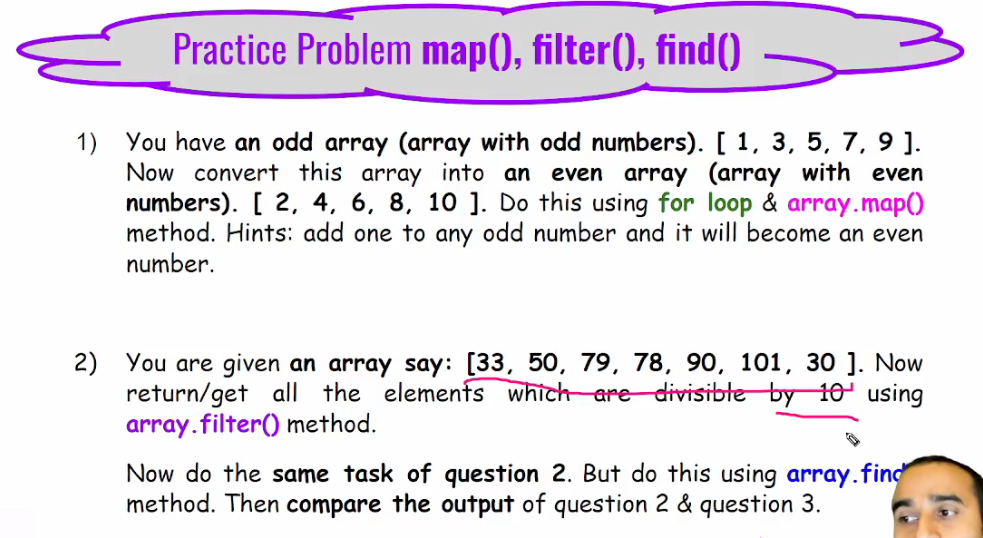 Practice Problem map(), filter(), find()
1) You have an odd array (array with odd numbers). [ 1, 3, 5, 7, 9 ].
Now convert this array into an even array (array with even
numbers). [ 2, 4, 6, 8, 10 ]. Do this using for loop & array.map()
method. Hints: add one to any odd number and it will become an even
number.
2) You are given an array say: [33, 50, 79, 78, 90, 101, 30 ]. Now
return/get all the elements which are divisible by 10 using
array.filter() method.
Now do the same task of question 2. But do this using array.find
method. Then compare the output of question 2 & question 3.